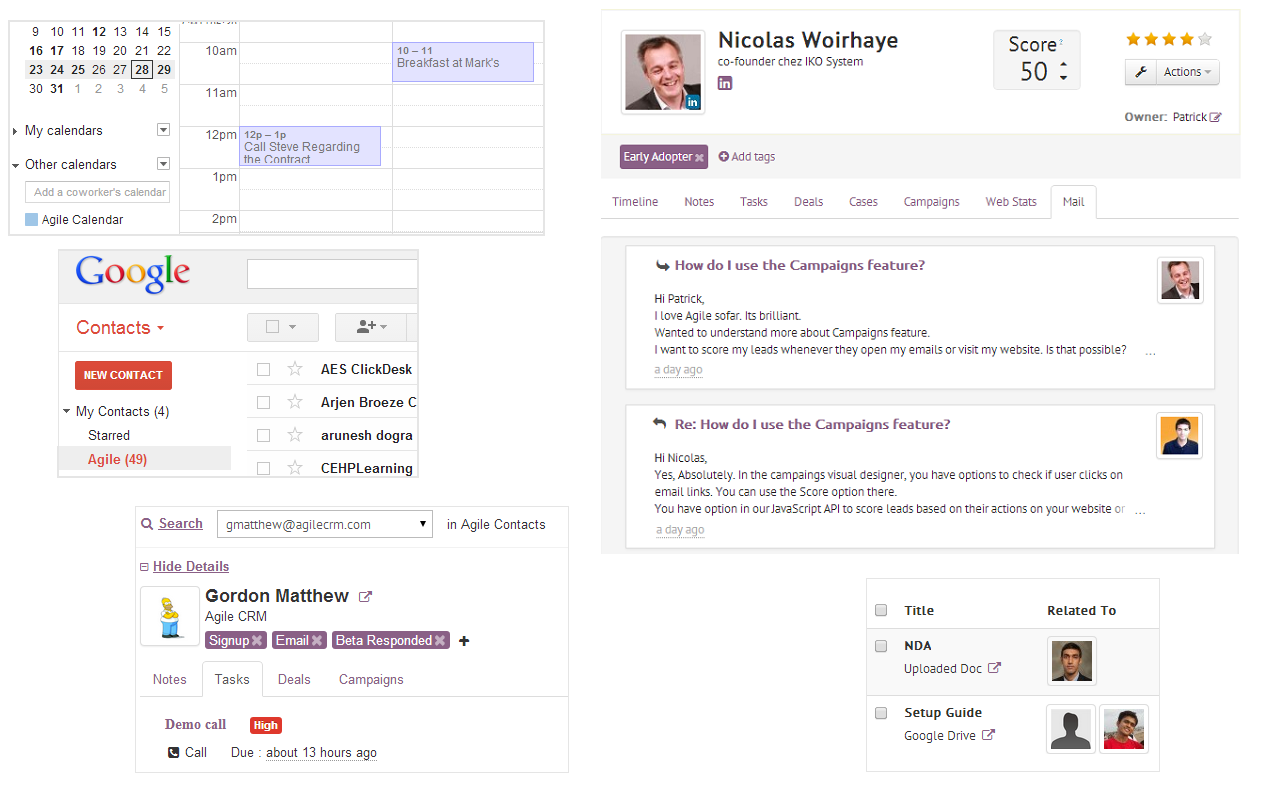 9 10 11 12 13 14 15
16 17 18 19 20 21 22
23 24 25 26 27 28 29
30 31 1 2 3 4 5
My calendars
Other calendars
Add a coworker's calendar
Agile Calendar
10am
11am
12pm
1pm
2pm
10 – 11
Breakfast at Mark's
12p – 1p
Call Steve Regarding
the Contract
Google
Contacts
NEW CONTACT
My Contacts (4)
Starred
Agile (49)
AES ClickDesk
Arjen Broeze C
arunesh dogra
CEHPLearning
Search
gmatthew@agilecrm.com
in Agile Contacts
Hide Details
Gordon Matthew
Agile CRM
Signup Email Beta Responded
Notes Tasks Deals Campaigns
Demo call High
Call Due : about 13 hours ago
in
Nicolas Woirhaye
co-founder chez IKO System
in
Score?
50
Actions
Owner: Patrick
Early Adopter Add tags
Timeline Notes Tasks Deals Cases Campaigns Web Stats Mail
How do I use the Campaigns feature?
Hi Patrick,
I love Agile sofar. Its brilliant.
Wanted to understand more about Campaigns feature.
I want to score my leads whenever they open my emails or visit my website. Is that possible? ...
a day ago
Re: How do I use the Campaigns feature?
Hi Nicolas,
Yes, Absolutely. In the campaings visual designer, you have options to check if user clicks on
email links. You can use the Score option there.
You have option in our JavaScript API to score leads based on their actions on your website or ...
a day ago
Title Related To
NDA
Uploaded Doc
Setup Guide
Google Drive